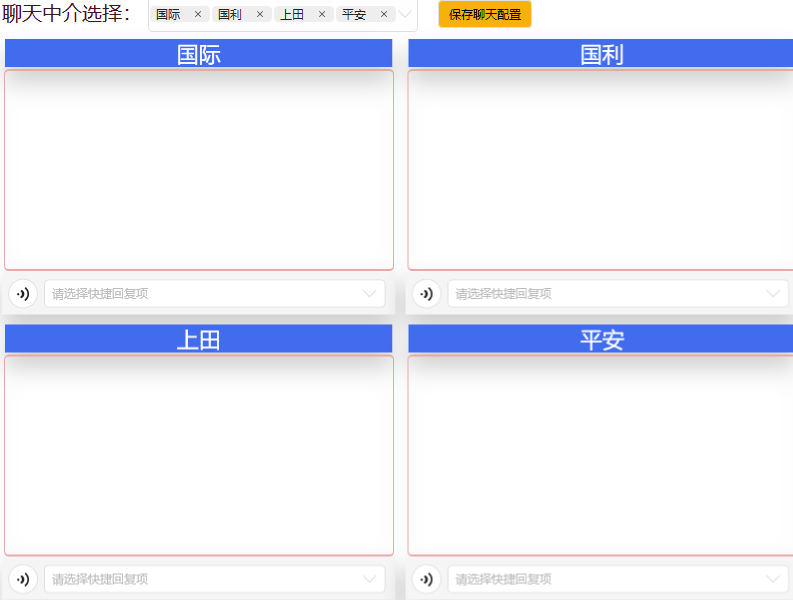 聊天中介选择： 国际 × 国利 × 上田 × 平安 × 保存聊天配置
国际 国利
请选择快捷回复项 请选择快捷回复项
上田 平安
请选择快捷回复项 请选择快捷回复项